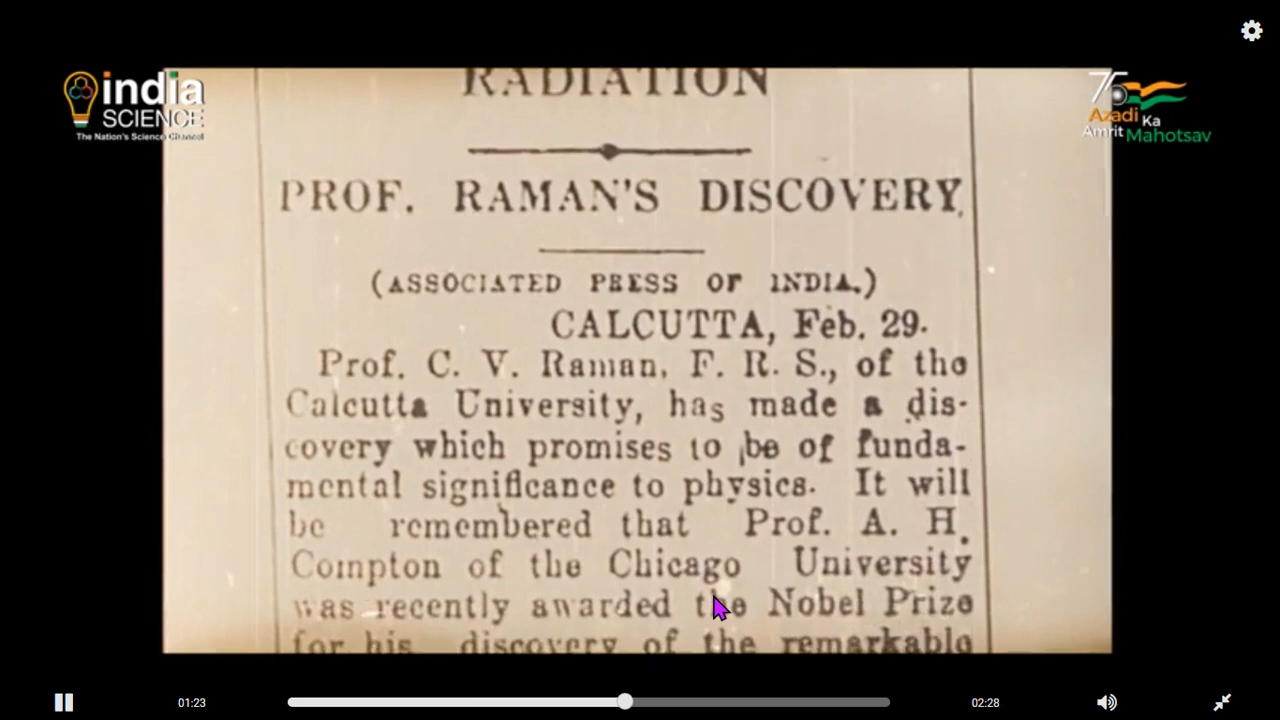 india
SCIENCE
The Nation's Science Channel
75
Azadi Ka
Amrit Mahotsav
RADIATION
PROF. RAMAN'S DISCOVERY.
(ASSOCIATED PRESS OF INDIA.)
CALCUTTA, Feb. 29.
Prof. C. V. Raman, F. R. S., of the
Calcutta University, has made a dis-
covery which promises to be of funda-
mental significance to physics. It will
be remembered that Prof. A. H.
Compton of the Chicago University
was recently awarded the Nobel Prize
for his discovery of the remarkable
01:23
02:28